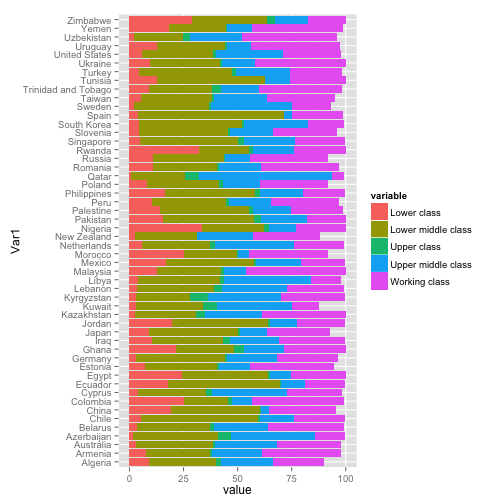 Zimbabwe
Yemen
Uzbekistan
Uruguay
United States
Ukraine
Turkey
Tunisia
Trinidad and Tobago
Taiwan
Sweden
Spain
South Korea
Slovenia
Singapore
Rwanda
Russia
Romania
Qatar
Poland
Philippines
Peru
Palestine
Pakistan
Nigeria
New Zealand
Netherlands
Morocco
Mexico
Malaysia
Libya
Lebanon
Kyrgyzstan
Kuwait
Kazakhstan
Jordan
Japan
Iraq
Ghana
Germany
Estonia
Egypt
Ecuador
Cyprus
Colombia
China
Chile
Belarus
Azerbaijan
Australia
Armenia
Algeria
Var1
0 25 50 75 100
value
variable
Lower class
Lower middle class
Upper class
Upper middle class
Working class